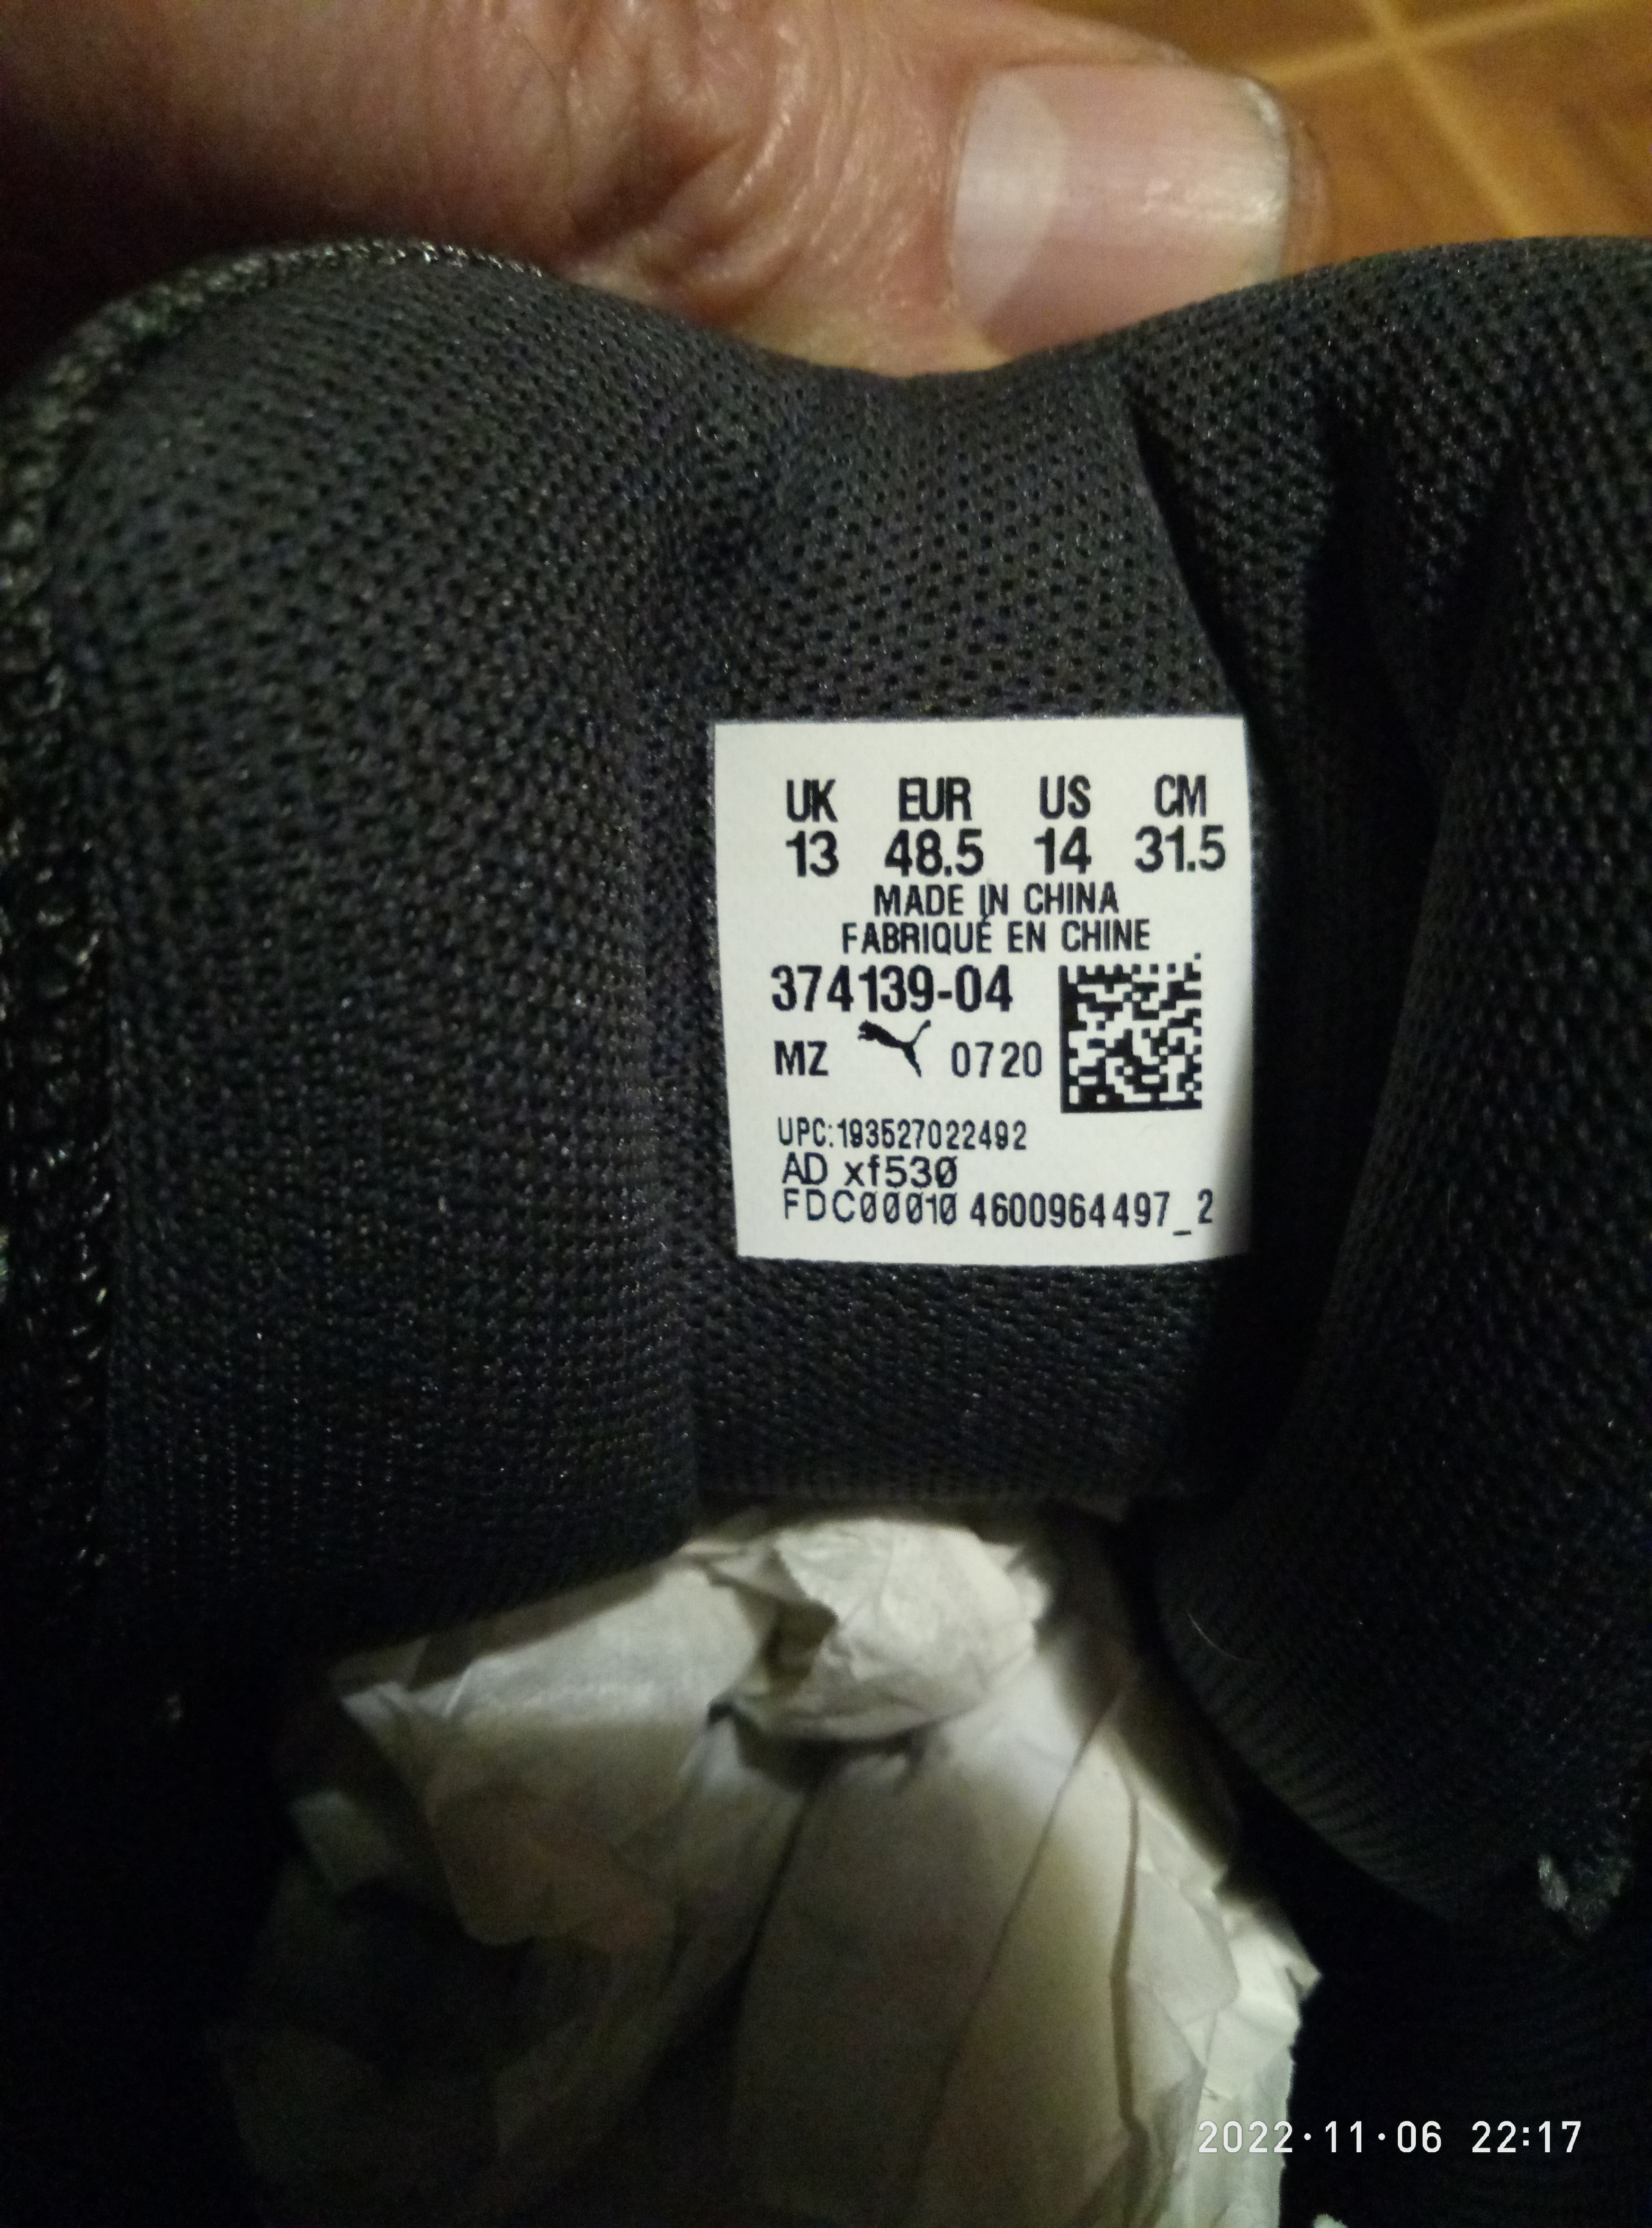 UK EUR US CM
13 48.5 14 31.5
MADE IN CHINA
FABRIQUÉ EN CHINE
374139-04
MZ 0720
UPC:193527022492
AD xf530
FDC00010 4600964497_2
2022·11·06 22:17